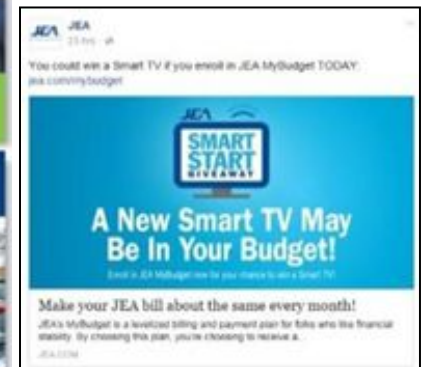 JEA
JEA
23 hrs
You could win a Smart TV if you enroll in JEA MyBudget TODAY:
jea.com/mybudget
JEA
SMART
START
GIVEAWAY
A New Smart TV May
Be In Your Budget!
Enroll in JEA MyBudget now for your chance to win a Smart TV!
Make your JEA bill about the same every month!
JEA's MyBudget is a levelized billing and payment plan for folks who like financial
stability. By choosing this plan, you're choosing to receive a...
JEA.COM